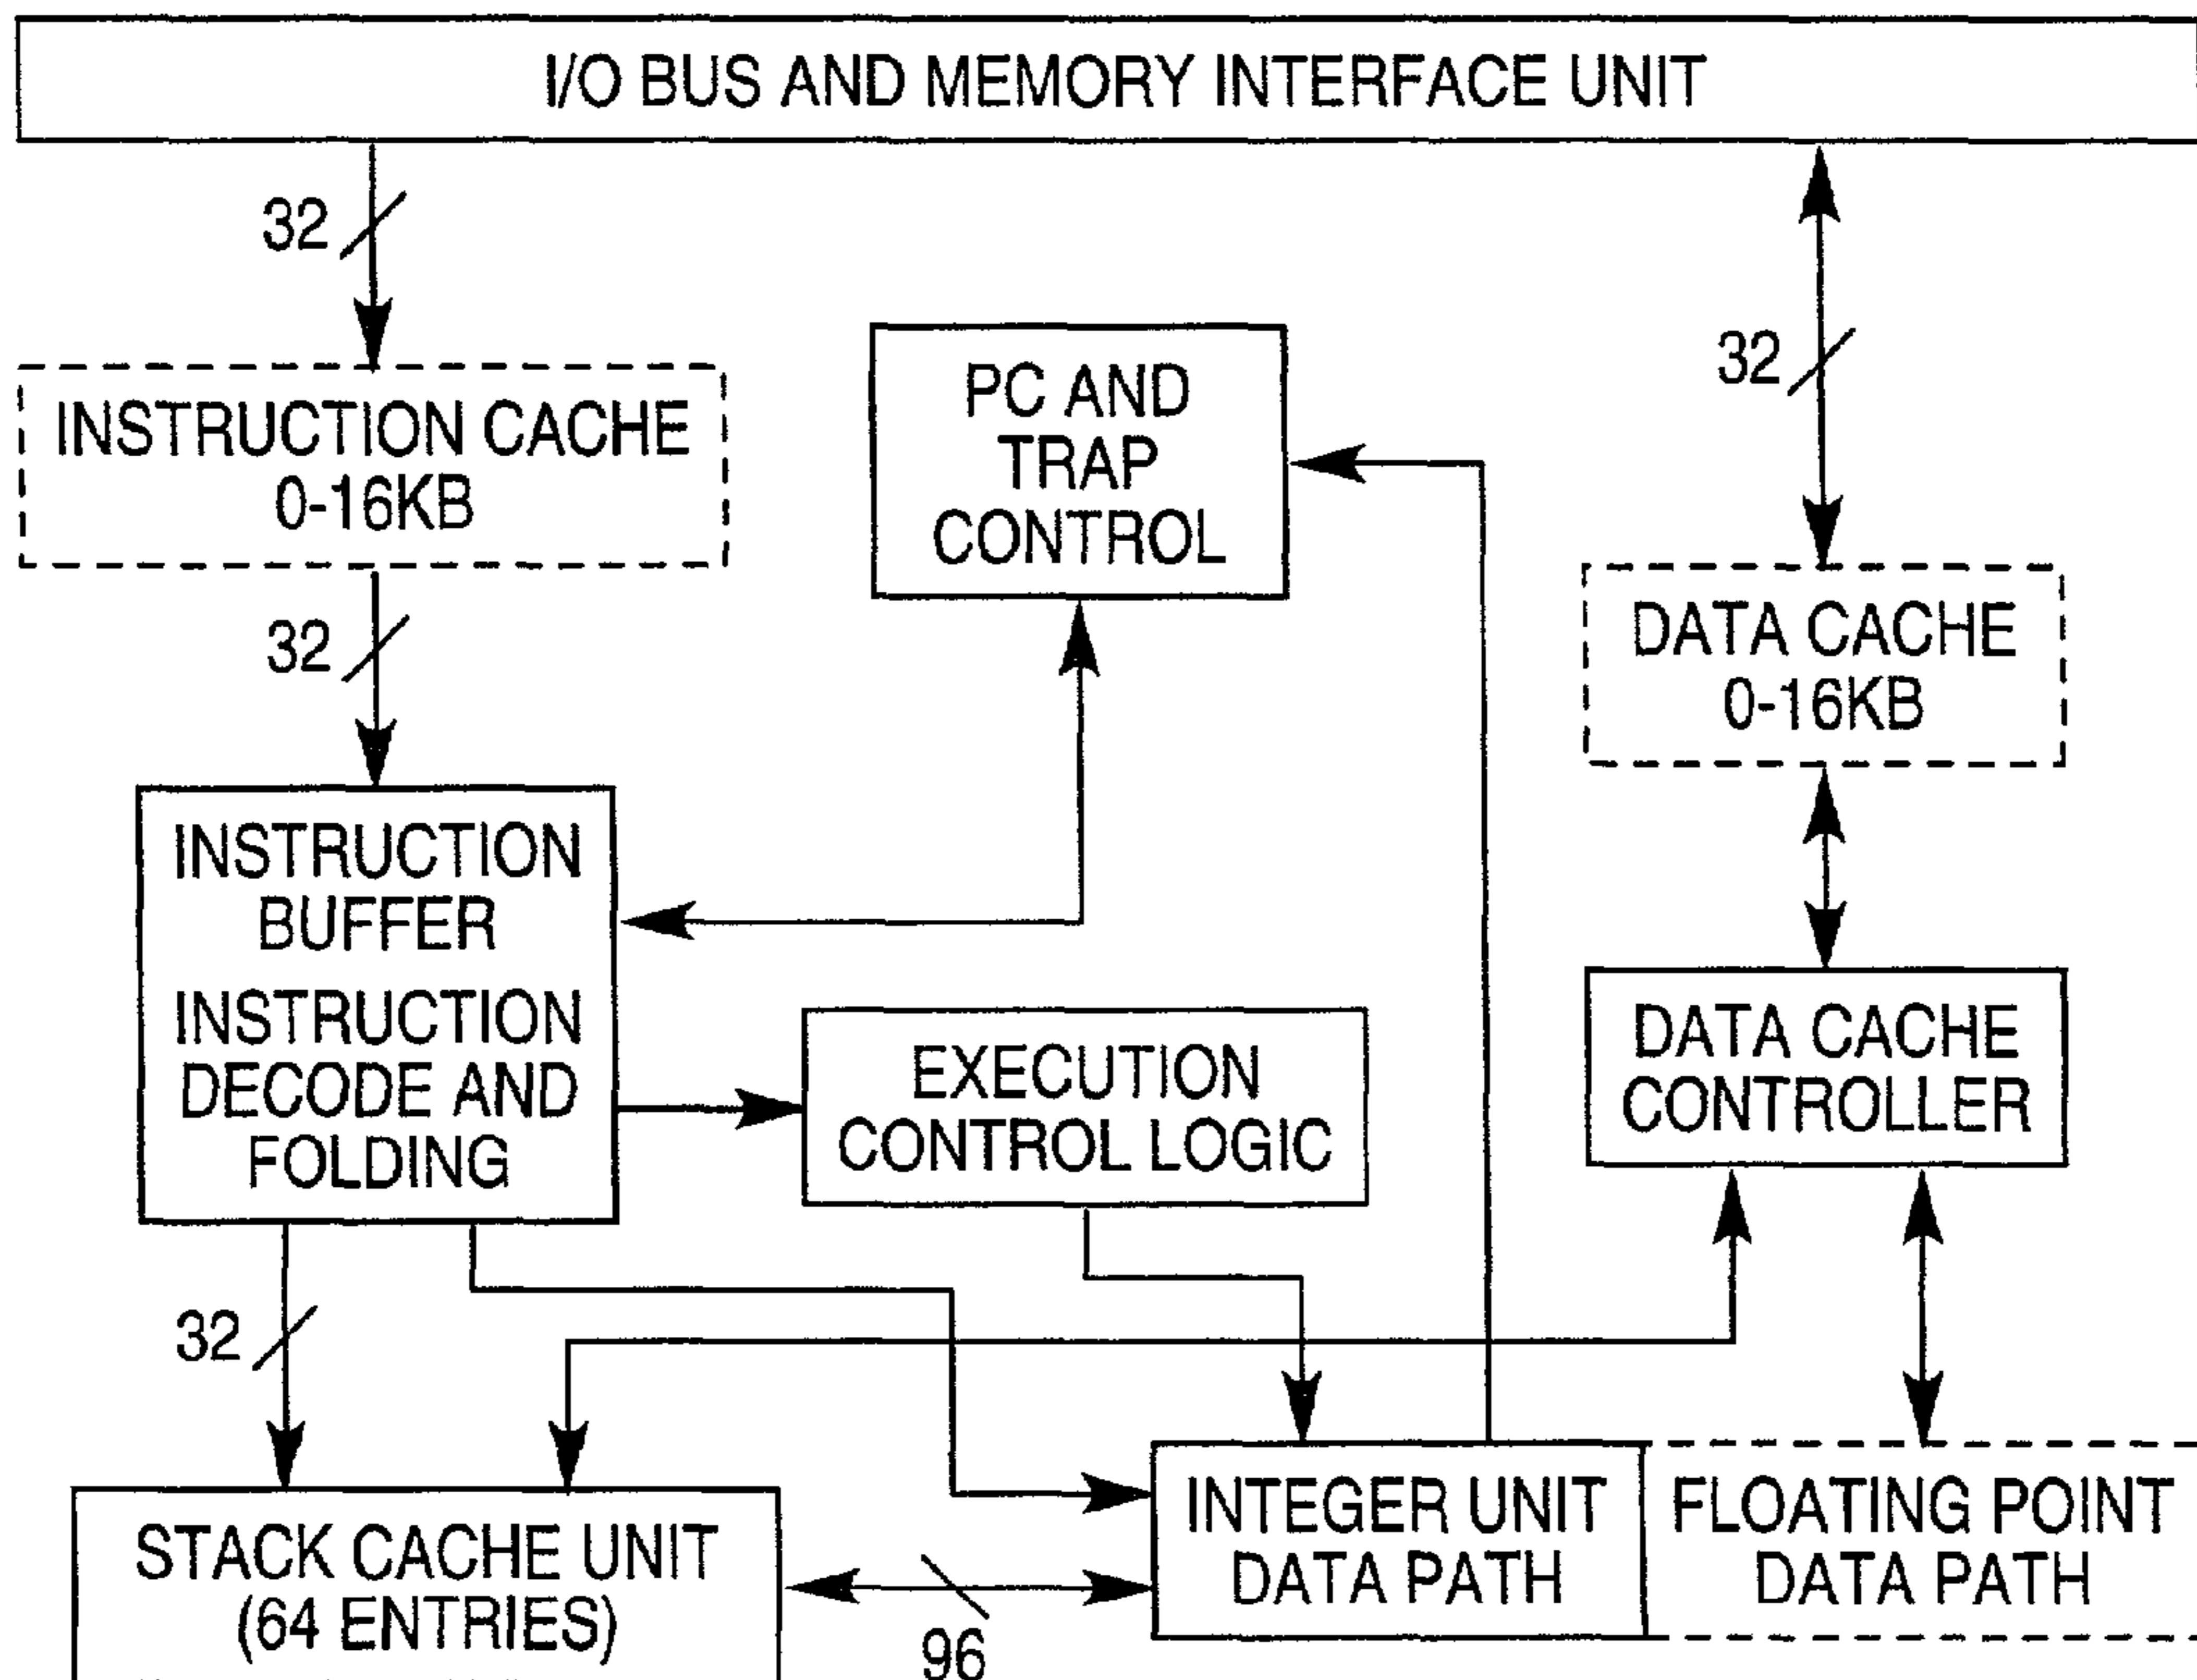 I/O BUS AND MEMORY INTERFACE UNIT
32
INSTRUCTION CACHE
0-16KB
PC AND
TRAP
CONTROL
32
32
DATA CACHE
0-16KB
INSTRUCTION
BUFFER
INSTRUCTION
DECODE AND
FOLDING
EXECUTION
CONTROL LOGIC
DATA CACHE
CONTROLLER
32
STACK CACHE UNIT
(64 ENTRIES)
96
INTEGER UNIT
DATA PATH
FLOATING POINT
DATA PATH